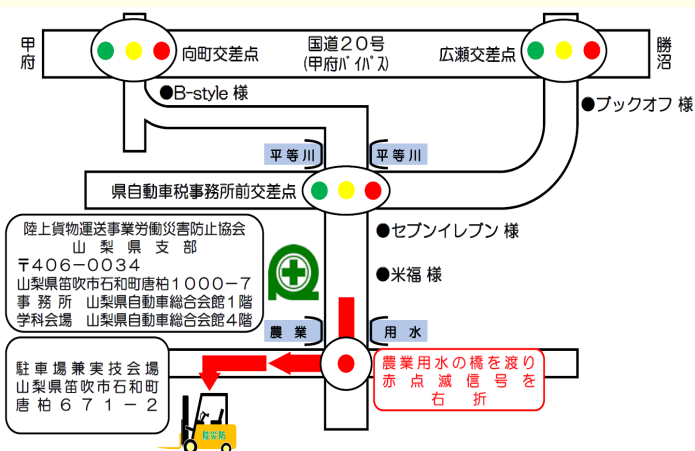 甲府
向町交差点
国道20号
(甲府バイパス)
広瀬交差点
勝沼
●B-style 様
●ブックオフ 様
平等川
平等川
県自動車税事務所前交差点
陸上貨物運送事業労働災害防止協会
山梨県支部
〒406-0034
山梨県笛吹市石和町唐柏1000-7
事務所 山梨県自動車総合会館1階
学科会場 山梨県自動車総合会館4階
●セブンイレブン 様
●米福 様
農業
用水
駐車場兼実技会場
山梨県笛吹市石和町
唐柏671-2
農業用水の橋を渡り
赤点滅信号を
右折
陸災防